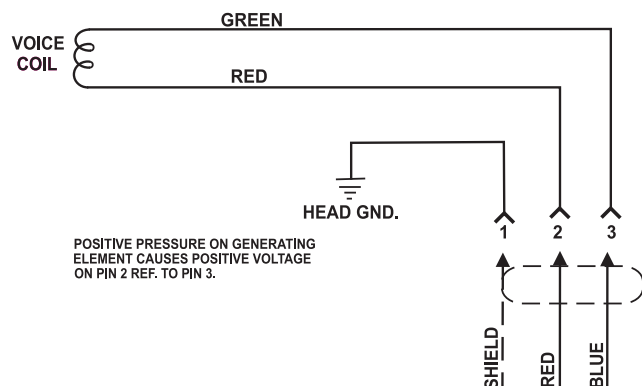 GREEN
VOICE
COIL
RED
HEAD GND.
1 2 3
POSITIVE PRESSURE ON GENERATING
ELEMENT CAUSES POSITIVE VOLTAGE
ON PIN 2 REF. TO PIN 3.
SHIELD
RED
BLUE